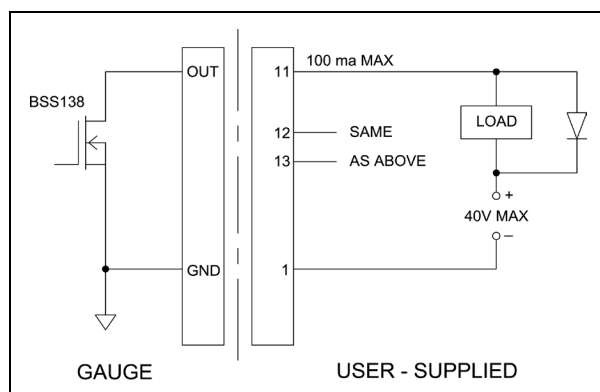 OUT
11
100 ma MAX
BSS138
LOAD
12
SAME
13
AS ABOVE
+
40V MAX
–
GND
1
GAUGE
USER - SUPPLIED